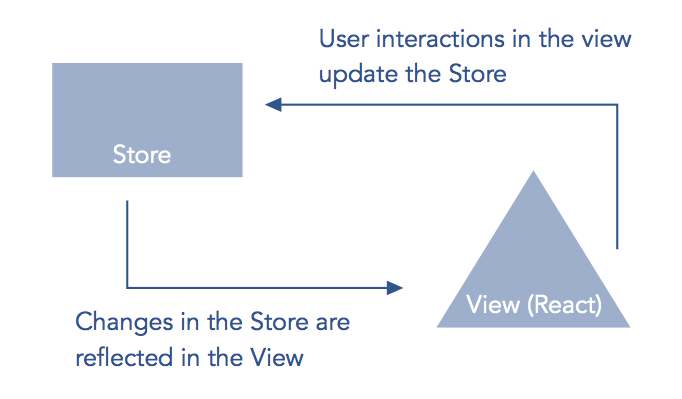 User interactions in the view
update the Store
Store
View (React)
Changes in the Store are
reflected in the View